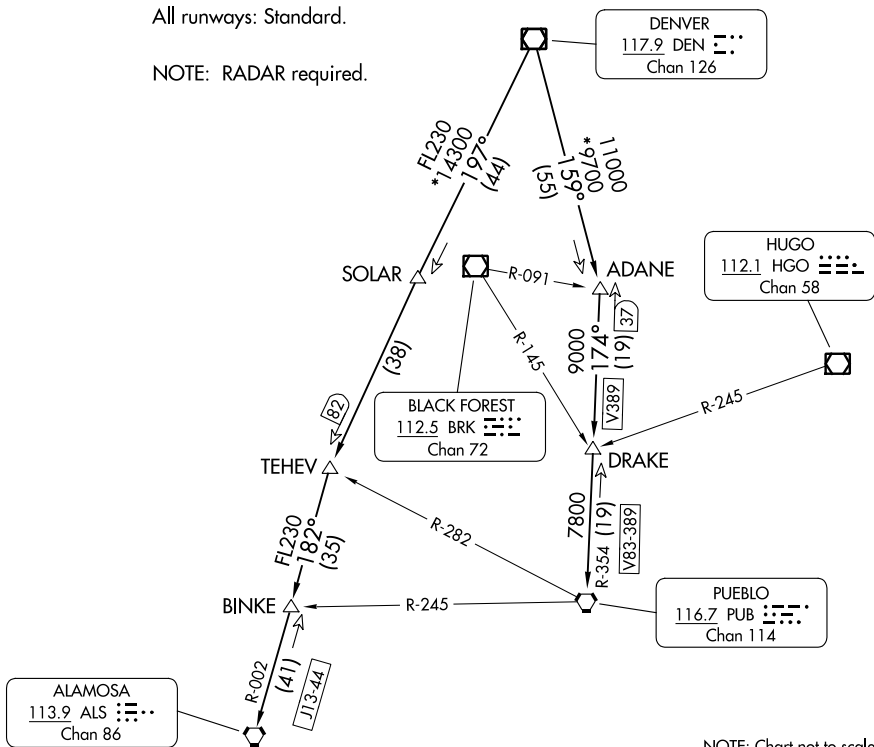 All runways: Standard.
NOTE: RADAR required.
DENVER
117.9 DEN
Chan 126
FL230
*14300
197°
(44)
11000
*9700
159°
(55)
SOLAR
R-091
ADANE
HUGO
112.1 HGO
Chan 58
(38)
R-145
9000
174°
(19)
37
V389
R-245
82
BLACK FOREST
112.5 BRK
Chan 72
TEHEV
DRAKE
FL230
182°
(35)
R-282
7800
R-354 (19)
V83-389
BINKE
R-245
PUEBLO
116.7 PUB
Chan 114
R-002
(41)
J13-44
ALAMOSA
113.9 ALS
Chan 86
NOTE: Chart not to scale